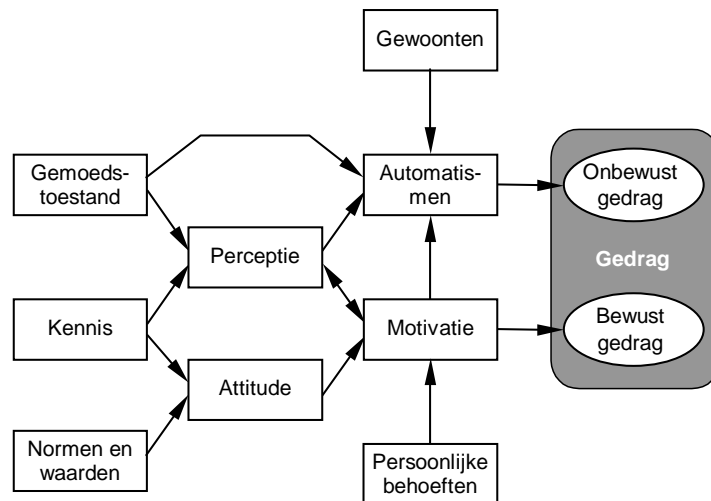 Gewoonten
Gemoeds-
toestand
Automatis-
men
Onbewust
gedrag
Perceptie
Gedrag
Kennis
Motivatie
Bewust
gedrag
Attitude
Normen en
waarden
Persoonlijke
behoeften